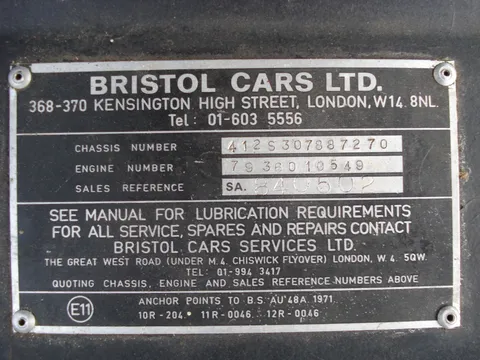 BRISTOL CARS LTD.
368-370 KENSINGTON HIGH STREET, LONDON, W14 8NL.
Tel: 01-603 5556
CHASSIS NUMBER 412S307887270
ENGINE NUMBER 7S36010549
SALES REFERENCE SA.
SEE MANUAL FOR LUBRICATION REQUIREMENTS
FOR ALL SERVICE, SPARES AND REPAIRS CONTACT
BRISTOL CARS SERVICES LTD.
THE GREAT WEST ROAD (UNDER M.4. CHISWICK FLYOVER) LONDON, W.4. 5QW.
TEL: 01-994 3417
QUOTING CHASSIS, ENGINE AND SALES REFERENCE NUMBERS ABOVE
E11
ANCHOR POINTS TO B.S. AU 48A. 1971.
10R-204. 11R-0046. 12R-0046